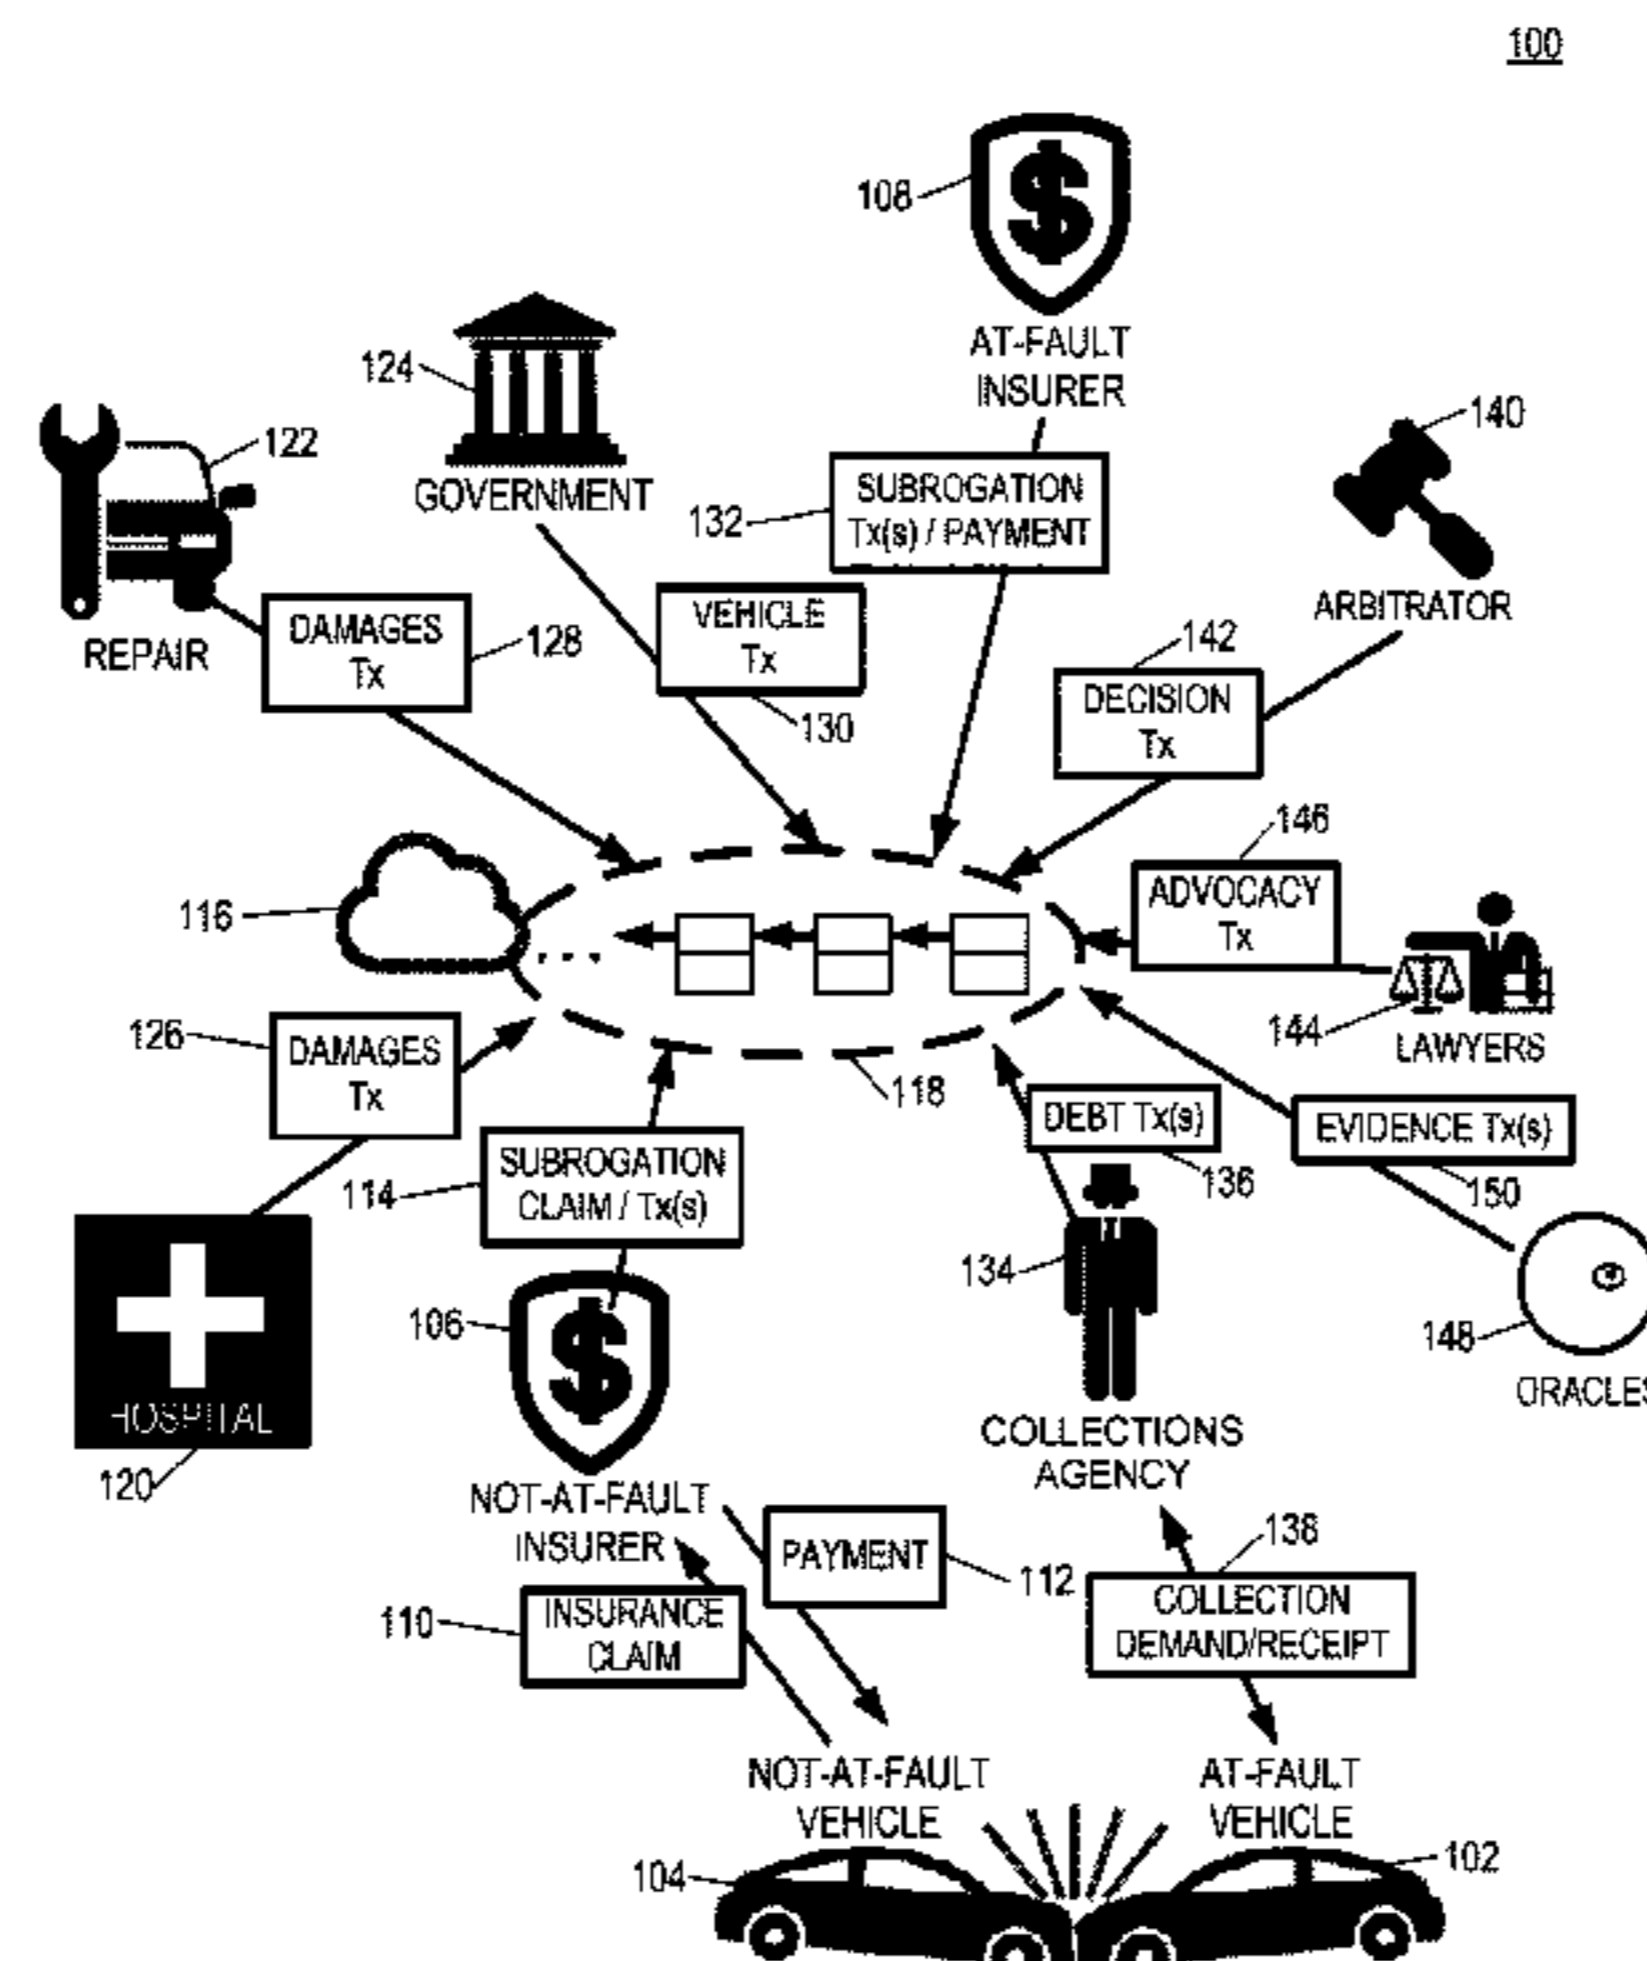 100
108
AT-FAULT
INSURER
124
GOVERNMENT
122
REPAIR
140
ARBITRATOR
132
SUBROGATION
Tx(s) / PAYMENT
DAMAGES
Tx
128
VEHICLE
Tx
130
142
DECISION
Tx
146
ADVOCACY
Tx
116
...
144
LAWYERS
126
DAMAGES
Tx
118
DEBT Tx(s)
136
EVIDENCE Tx(s)
150
114
SUBROGATION
CLAIM / Tx(s)
134
148
ORACLES
106
HOSPITAL
120
COLLECTIONS
AGENCY
NOT-AT-FAULT
INSURER
PAYMENT
112
138
110
INSURANCE
CLAIM
COLLECTION
DEMAND/RECEIPT
NOT-AT-FAULT
VEHICLE
AT-FAULT
VEHICLE
104
102